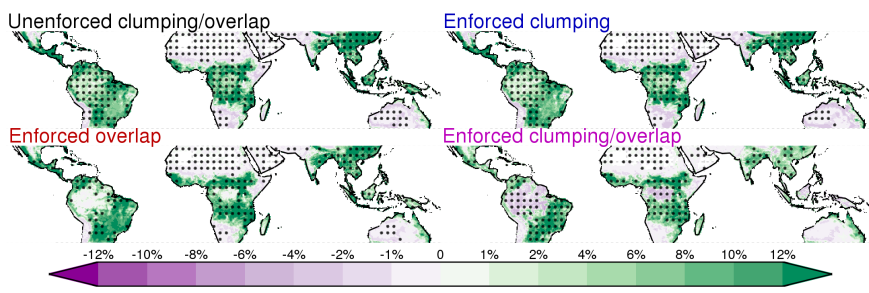 Unenforced clumping/overlap
Enforced clumping
Enforced overlap
Enforced clumping/overlap
-12% -10% -8% -6% -4% -2% -1% 0 1% 2% 4% 6% 8% 10% 12%